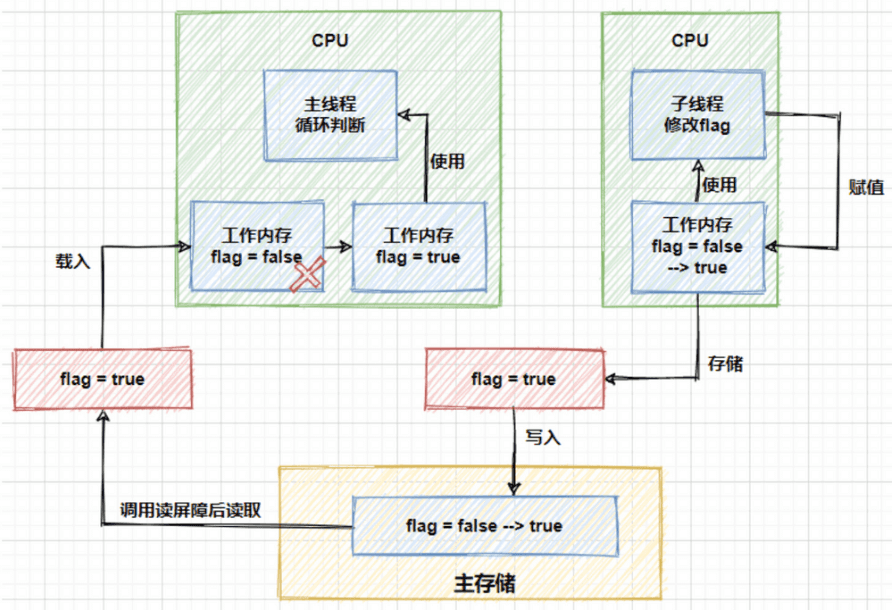 CPU
主线程
循环判断
使用
工作内存
flag = false
工作内存
flag = true
载入
CPU
子线程
修改flag
使用
赋值
工作内存
flag = false
--> true
存储
flag = true
flag = true
写入
调用读屏障后读取
flag = false --> true
主存储